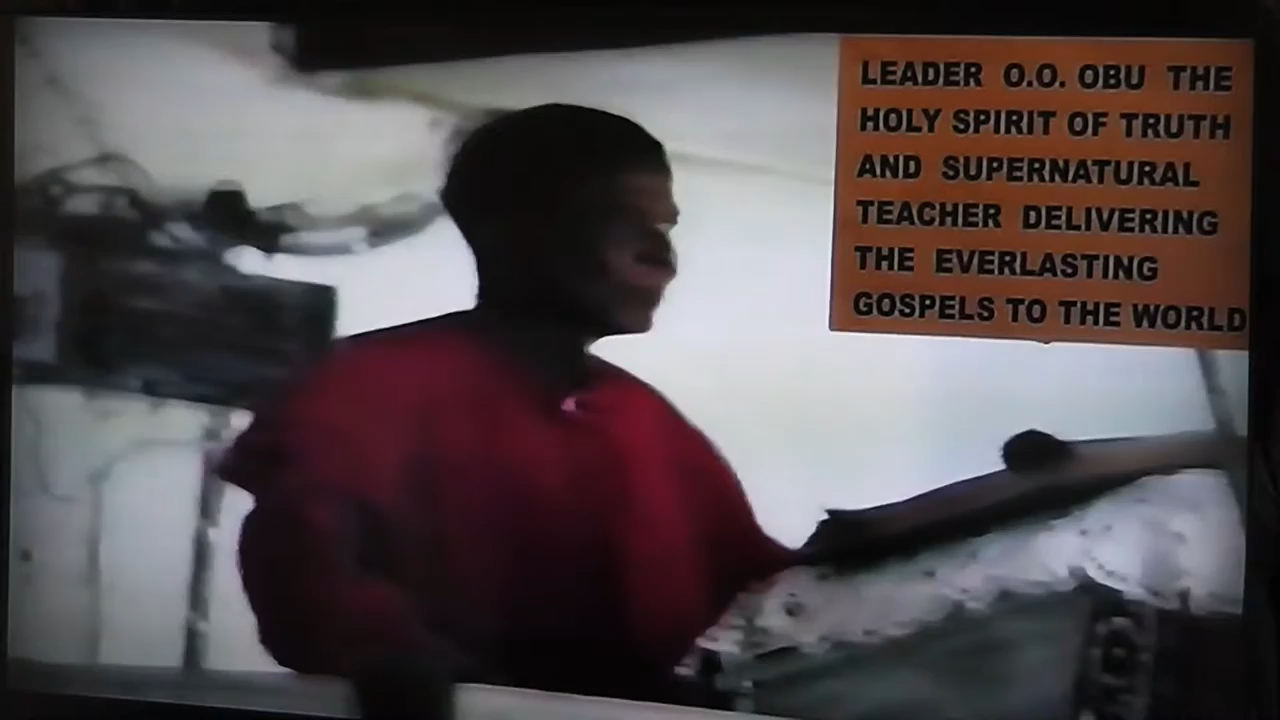 LEADER O.O. OBU THE
HOLY SPIRIT OF TRUTH
AND SUPERNATURAL
TEACHER DELIVERING
THE EVERLASTING
GOSPELS TO THE WORLD